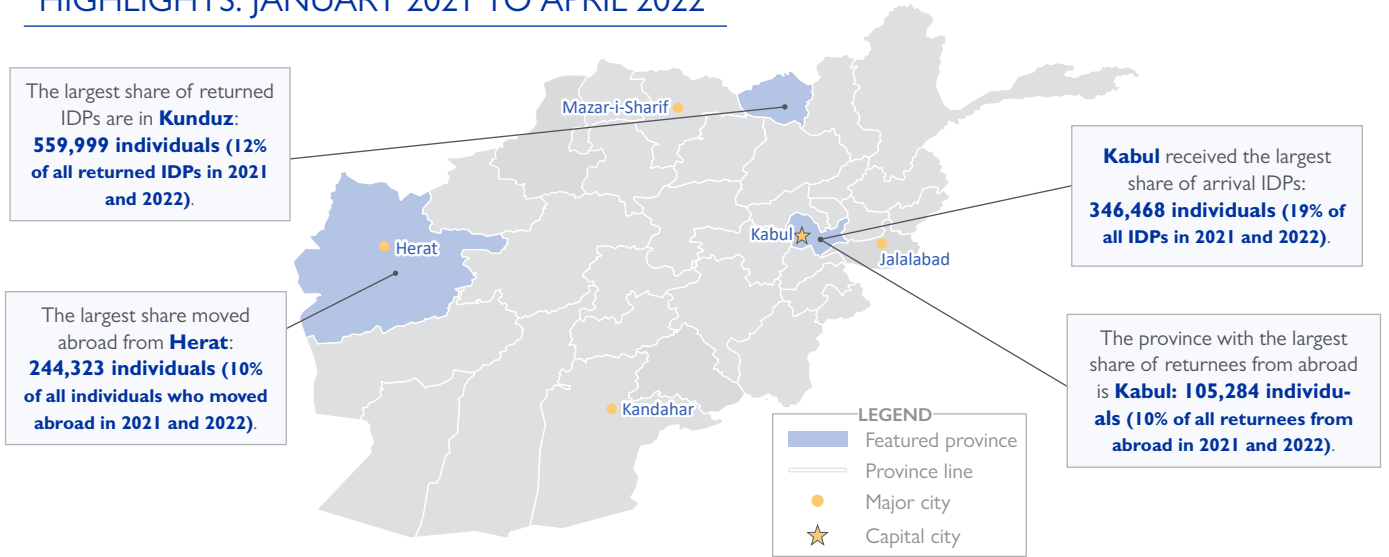 HIGHLIGHTS: JANUARY 2021 TO APRIL 2022
The largest share of returned
IDPs are in Kunduz:
559,999 individuals (12%
of all returned IDPs in 2021
and 2022).
The largest share moved
abroad from Herat:
244,323 individuals (10%
of all individuals who moved
abroad in 2021 and 2022).
Mazar-i-Sharif
Herat
Kabul
Jalalabad
Kandahar
Kabul received the largest
share of arrival IDPs:
346,468 individuals (19% of
all IDPs in 2021 and 2022).
The province with the largest
share of returnees from abroad
is Kabul: 105,284 individu-
als (10% of all returnees from
abroad in 2021 and 2022).
LEGEND
Featured province
Province line
Major city
Capital city